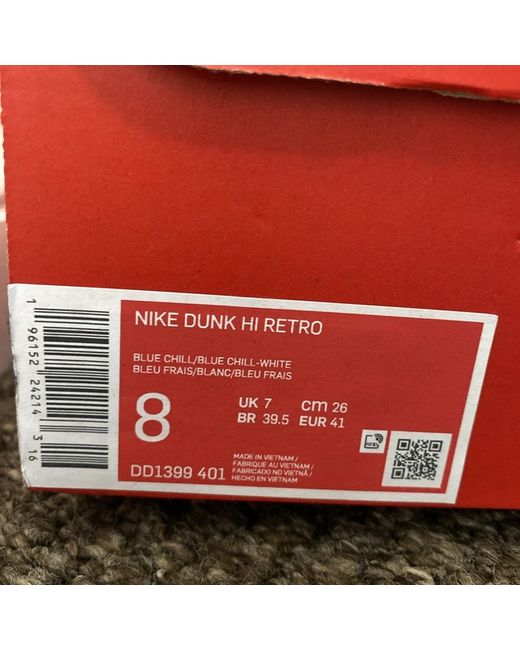 NIKE DUNK HI RETRO
BLUE CHILL/BLUE CHILL-WHITE
BLEU FRAIS/BLANC/BLEU FRAIS
8
UK 7 cm 26
BR 39.5 EUR 41
DD1399 401
MADE IN VIETNAM /
FABRIQUE AU VIETNAM /
FABRICADO NO VIETNÃ /
HECHO EN VIETNAM
1 96152 24214 3 16